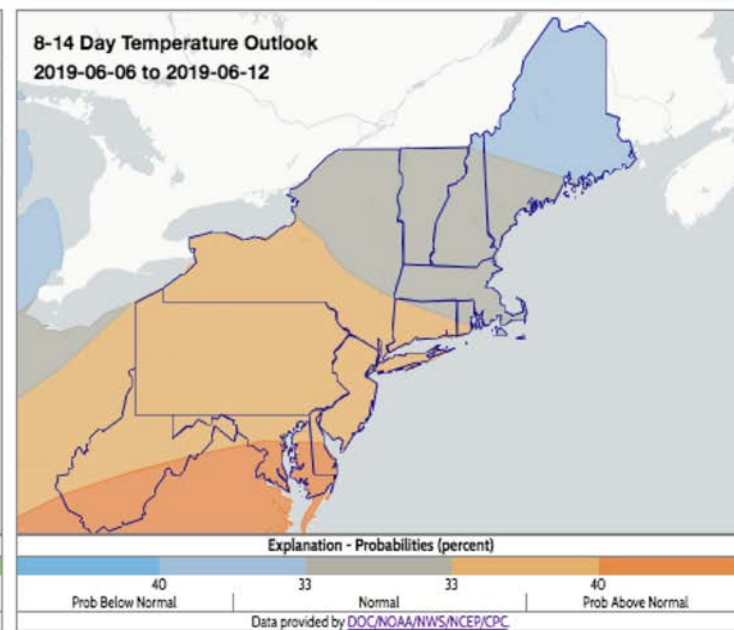 8-14 Day Temperature Outlook
2019-06-06 to 2019-06-12
Explanation - Probabilities (percent)
40 33 33 40
Prob Below Normal Normal Prob Above Normal
Data provided by DOC/NOAA/NWS/NCEP/CPC